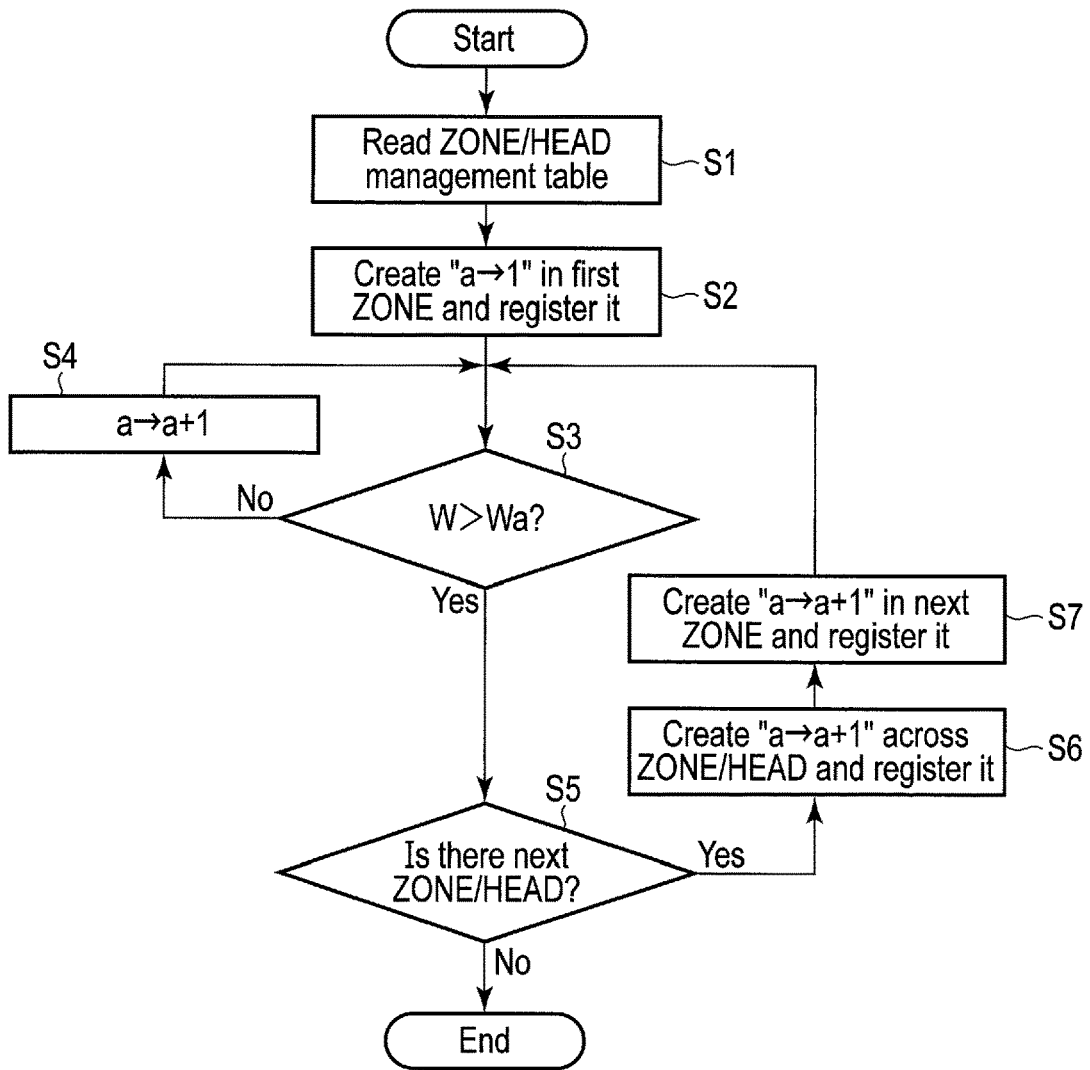 Start
Read ZONE/HEAD
management table
S1
Create "a→1" in first
ZONE and register it
S2
S4
a→a+1
S3
W＞Wa?
No
Yes
Create "a→a+1" in next
ZONE and register it
S7
Create "a→a+1" across
ZONE/HEAD and register it
S6
S5
Is there next
ZONE/HEAD?
Yes
No
End